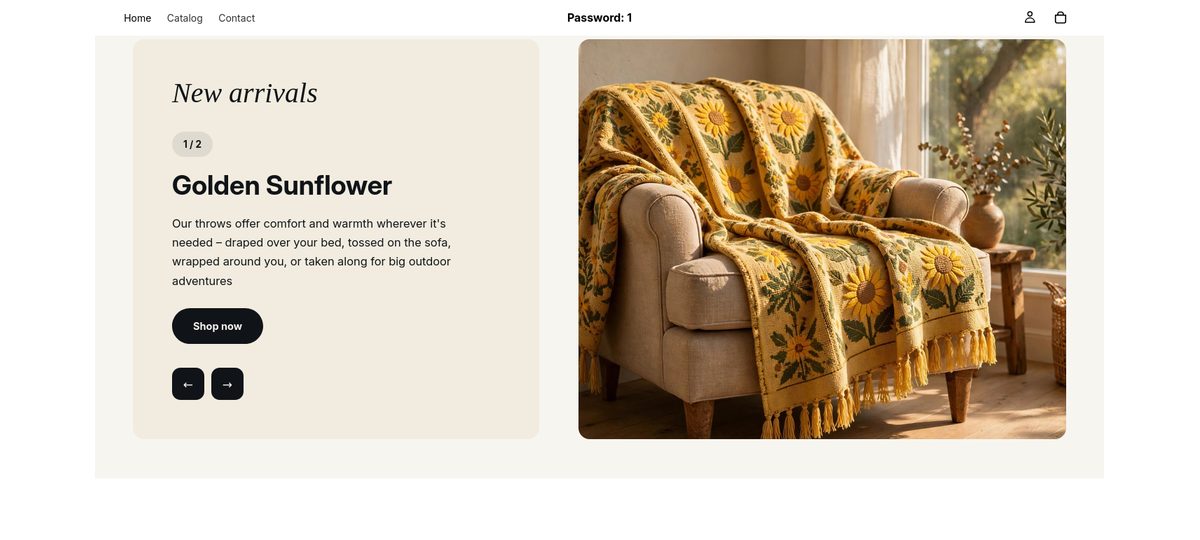 Home Catalog Contact Password: 1
New arrivals
1 / 2
Golden Sunflower
Our throws offer comfort and warmth wherever it's
needed – draped over your bed, tossed on the sofa,
wrapped around you, or taken along for big outdoor
adventures
Shop now
← →